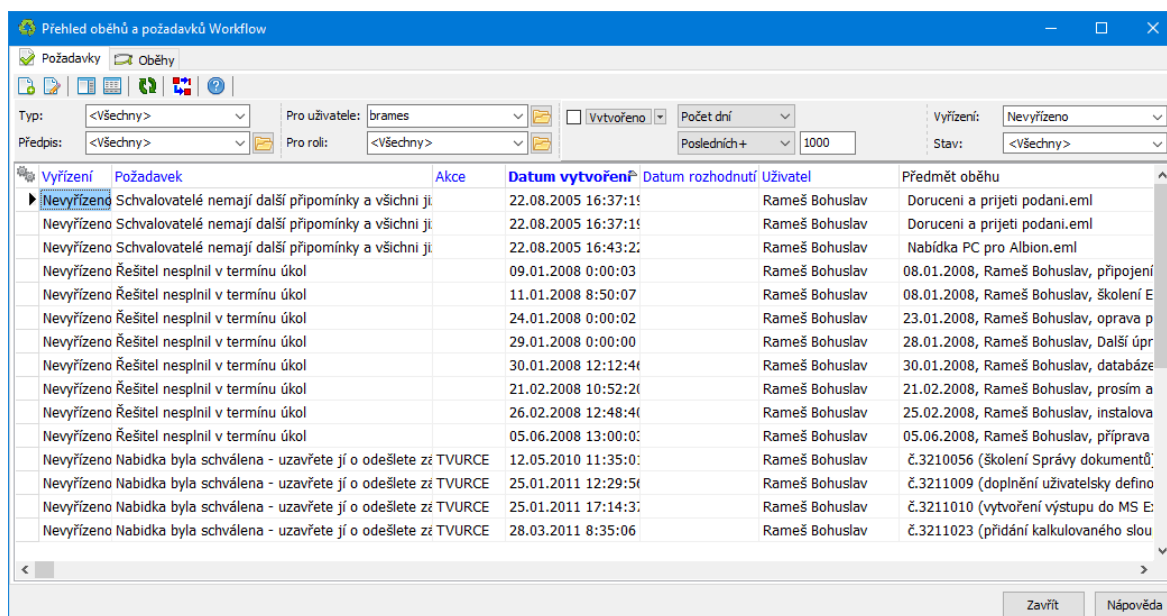 Přehled oběhů a požadavků Workflow
Požadavky Oběhy
Typ: <Všechny> Pro uživatele: brames Vytvořeno Počet dní Vyřízení: Nevyřízeno
Předpis: <Všechny> Pro roli: <Všechny> Posledních+ 1000 Stav: <Všechny>
Vyřízení Požadavek Akce Datum vytvoření Datum rozhodnutí Uživatel Předmět oběhu
Nevyřízeno Schvalovatelé nemají další připomínky a všichni ji 22.08.2005 16:37:19 Rameš Bohuslav Doruceni a prijeti podani.eml
Nevyřízeno Schvalovatelé nemají další připomínky a všichni ji 22.08.2005 16:37:19 Rameš Bohuslav Doruceni a prijeti podani.eml
Nevyřízeno Schvalovatelé nemají další připomínky a všichni ji 22.08.2005 16:43:22 Rameš Bohuslav Nabídka PC pro Albion.eml
Nevyřízeno Řešitel nesplnil v termínu úkol 09.01.2008 0:00:03 Rameš Bohuslav 08.01.2008, Rameš Bohuslav, připojení
Nevyřízeno Řešitel nesplnil v termínu úkol 11.01.2008 8:50:07 Rameš Bohuslav 08.01.2008, Rameš Bohuslav, školení E
Nevyřízeno Řešitel nesplnil v termínu úkol 24.01.2008 0:00:02 Rameš Bohuslav 23.01.2008, Rameš Bohuslav, oprava p
Nevyřízeno Řešitel nesplnil v termínu úkol 29.01.2008 0:00:00 Rameš Bohuslav 28.01.2008, Rameš Bohuslav, Další úpr
Nevyřízeno Řešitel nesplnil v termínu úkol 30.01.2008 12:12:46 Rameš Bohuslav 30.01.2008, Rameš Bohuslav, databáze
Nevyřízeno Řešitel nesplnil v termínu úkol 21.02.2008 10:52:20 Rameš Bohuslav 21.02.2008, Rameš Bohuslav, prosím a
Nevyřízeno Řešitel nesplnil v termínu úkol 26.02.2008 12:48:40 Rameš Bohuslav 25.02.2008, Rameš Bohuslav, instalova
Nevyřízeno Řešitel nesplnil v termínu úkol 05.06.2008 13:00:03 Rameš Bohuslav 05.06.2008, Rameš Bohuslav, příprava
Nevyřízeno Nabidka byla schválena - uzavřete jí o odešlete zá TVURCE 12.05.2010 11:35:01 Rameš Bohuslav č.3210056 (školení Správy dokumentů)
Nevyřízeno Nabidka byla schválena - uzavřete jí o odešlete zá TVURCE 25.01.2011 12:29:56 Rameš Bohuslav č.3211009 (doplnění uživatelsky defino
Nevyřízeno Nabidka byla schválena - uzavřete jí o odešlete zá TVURCE 25.01.2011 17:14:37 Rameš Bohuslav č.3211010 (vytvoření výstupu do MS E
Nevyřízeno Nabidka byla schválena - uzavřete jí o odešlete zá TVURCE 28.03.2011 8:35:06 Rameš Bohuslav č.3211023 (přidání kalkulovaného slou
Zavřít Nápověda